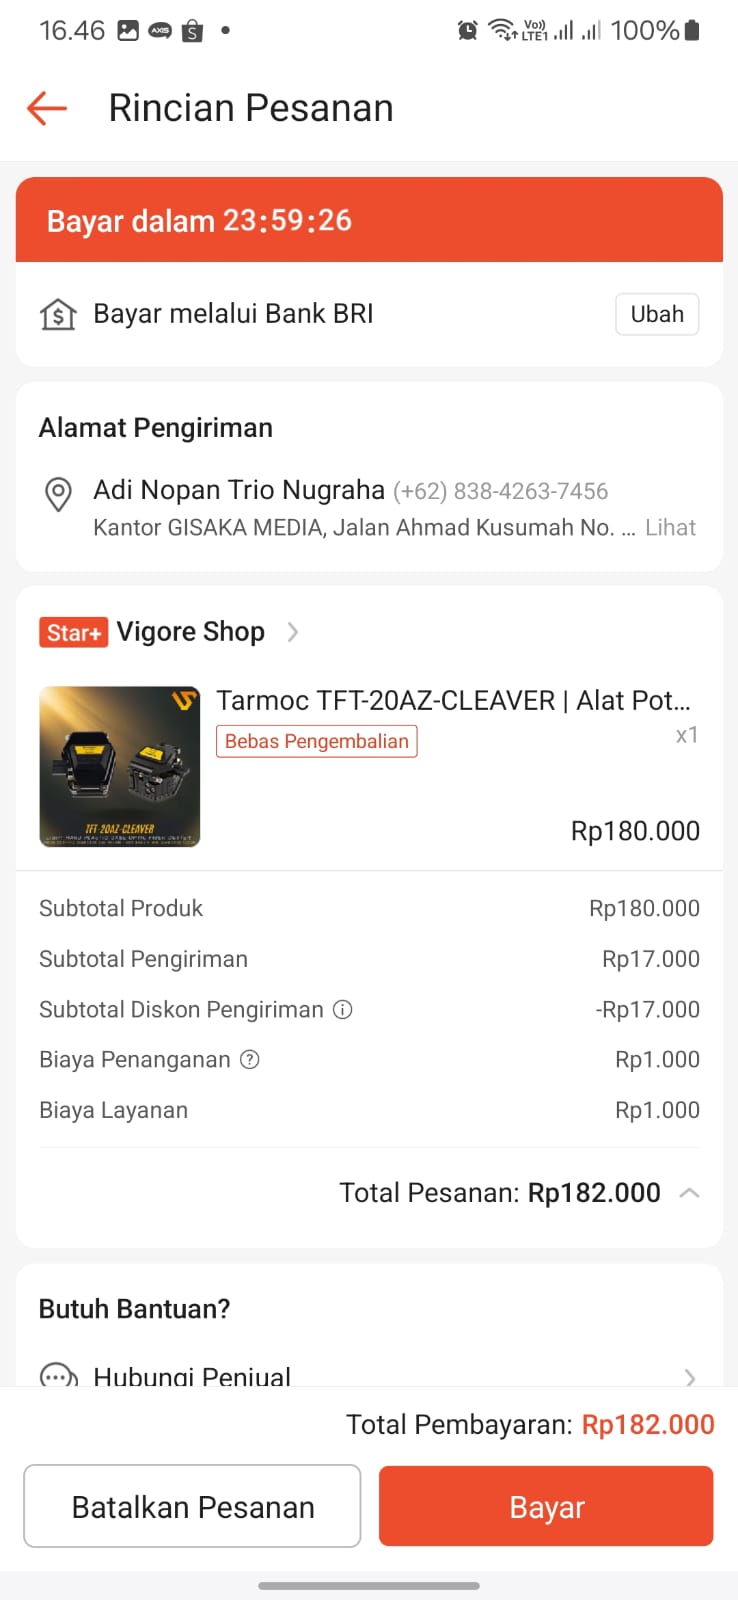 16.46 AXIS S Vo)) LTE1 100%
Rincian Pesanan
Bayar dalam 23:59:26
Bayar melalui Bank BRI Ubah
Alamat Pengiriman
Adi Nopan Trio Nugraha (+62) 838-4263-7456
Kantor GISAKA MEDIA, Jalan Ahmad Kusumah No. ... Lihat
Star+ Vigore Shop
Tarmoc TFT-20AZ-CLEAVER | Alat Pot...
Bebas Pengembalian x1
TFT-20AZ-CLEAVER
Rp180.000
Subtotal Produk Rp180.000
Subtotal Pengiriman Rp17.000
Subtotal Diskon Pengiriman -Rp17.000
Biaya Penanganan Rp1.000
Biaya Layanan Rp1.000
Total Pesanan: Rp182.000
Butuh Bantuan?
Hubungi Penjual
Total Pembayaran: Rp182.000
Batalkan Pesanan Bayar